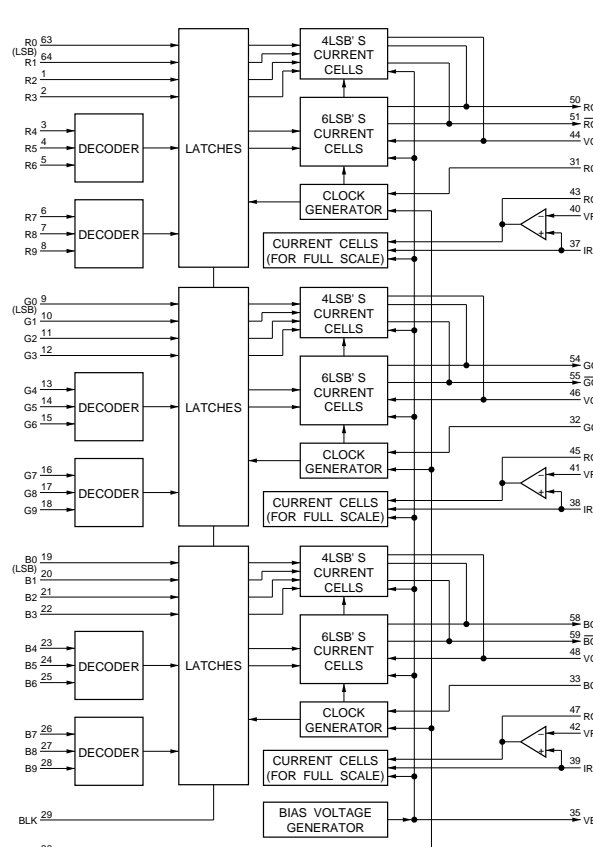 R0 63
(LSB)
R1 64
R2 1
R3 2
R4 3
R5 4
R6 5
R7 6
R8 7
R9 8
DECODER
DECODER
LATCHES
4LSB' S
CURRENT
CELLS
6LSB' S
CURRENT
CELLS
CLOCK
GENERATOR
CURRENT CELLS
(FOR FULL SCALE)
50
51
44
31
43
40
37
−
+
G0 9
(LSB)
G1 10
G2 11
G3 12
G4 13
G5 14
G6 15
G7 16
G8 17
G9 18
DECODER
DECODER
LATCHES
4LSB' S
CURRENT
CELLS
6LSB' S
CURRENT
CELLS
CLOCK
GENERATOR
CURRENT CELLS
(FOR FULL SCALE)
54
55
46
32
45
41
38
−
+
B0 19
(LSB)
B1 20
B2 21
B3 22
B4 23
B5 24
B6 25
B7 26
B8 27
B9 28
DECODER
DECODER
LATCHES
4LSB' S
CURRENT
CELLS
6LSB' S
CURRENT
CELLS
CLOCK
GENERATOR
CURRENT CELLS
(FOR FULL SCALE)
58
59
48
33
47
42
39
−
+
BLK 29
BIAS VOLTAGE
GENERATOR
35